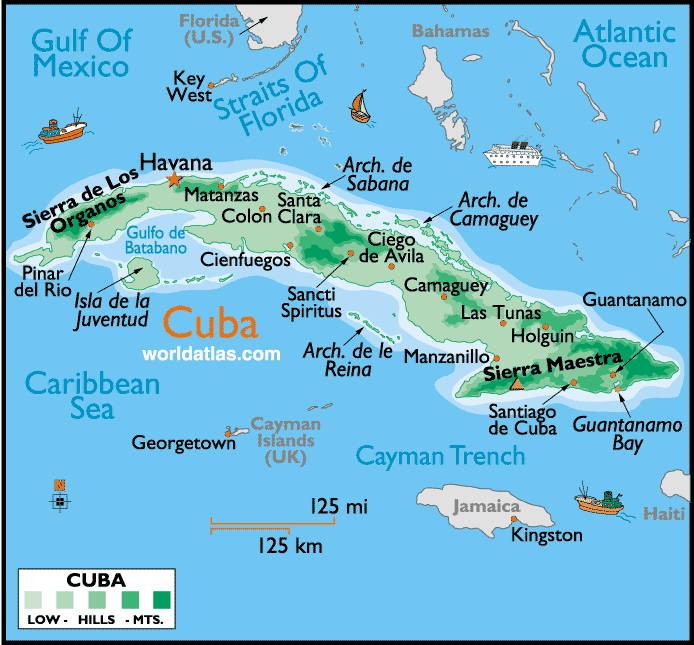 Florida
(U.S.)
Bahamas
Atlantic
Ocean
Gulf Of
Mexico
Key
West
Straits Of
Florida
Havana
Arch. de
Sabana
Sierra de Los
Organos
Matanzas
Santa
Clara
Colon
Arch. de
Camaguey
Gulfo de
Batabano
Cienfuegos
Ciego
de Avila
Pinar
del Rio
Isla de la
Juventud
Sancti
Spiritus
Camaguey
Guantanamo
Las Tunas
Holguin
Cuba
worldatlas.com
Arch. de le
Reina
Manzanillo
Sierra Maestra
Caribbean
Sea
Santiago
de Cuba
Guantanamo
Bay
Georgetown
Cayman
Islands
(UK)
Cayman Trench
N
125 mi
125 km
Jamaica
Kingston
Haiti
CUBA
LOW - HILLS - MTS.